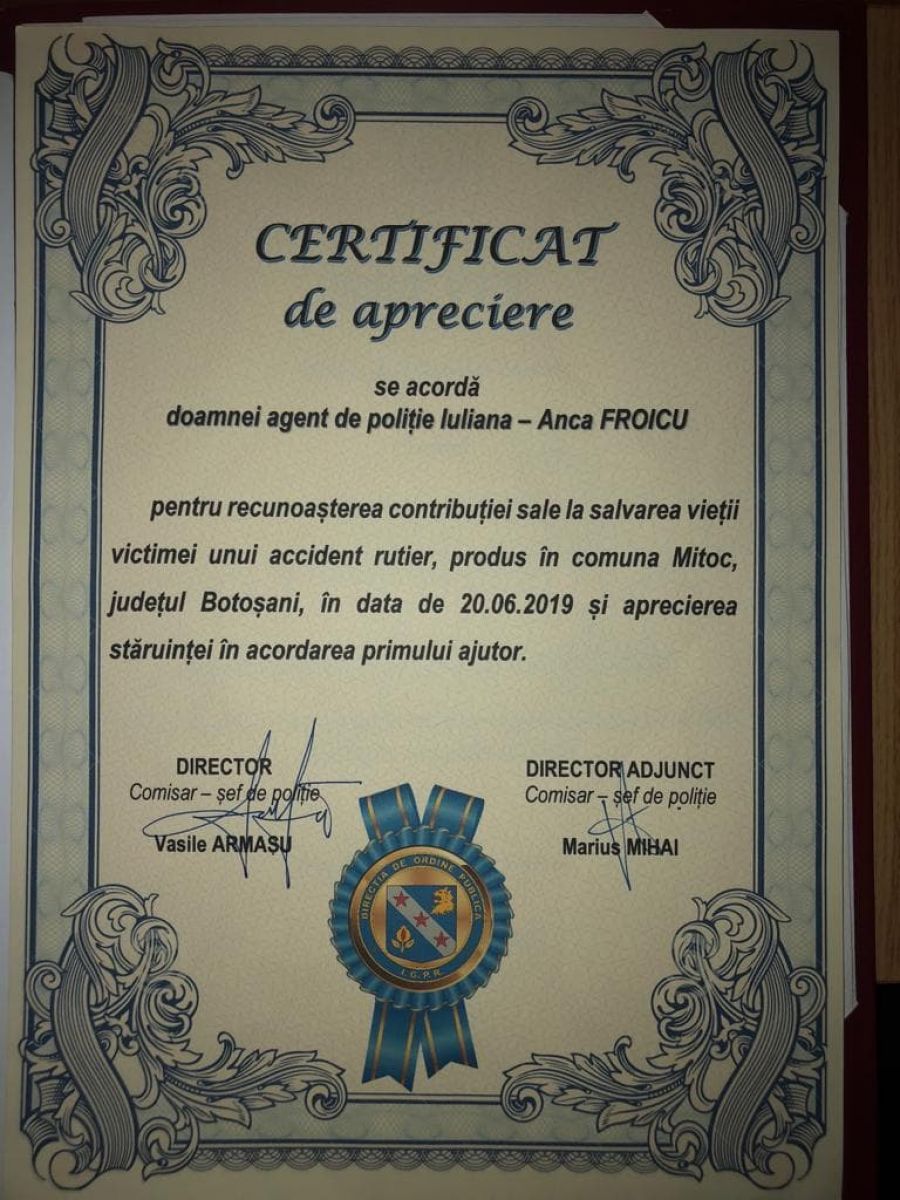 CERTIFICAT
de apreciere
se acordă
doamnei agent de poliție Iuliana – Anca FROICU
pentru recunoașterea contribuției sale la salvarea vieții
victimei unui accident rutier, produs în comuna Mitoc,
județul Botoșani, în data de 20.06.2019 și aprecierea
stăruinței în acordarea primului ajutor.
DIRECTOR
Comisar – șef de poliție
Vasile ARMAȘU
DIRECTOR ADJUNCT
Comisar – șef de poliție
Marius MIHAI
DIRECȚIA DE ORDINE PUBLICĂ
I.G.P.R.